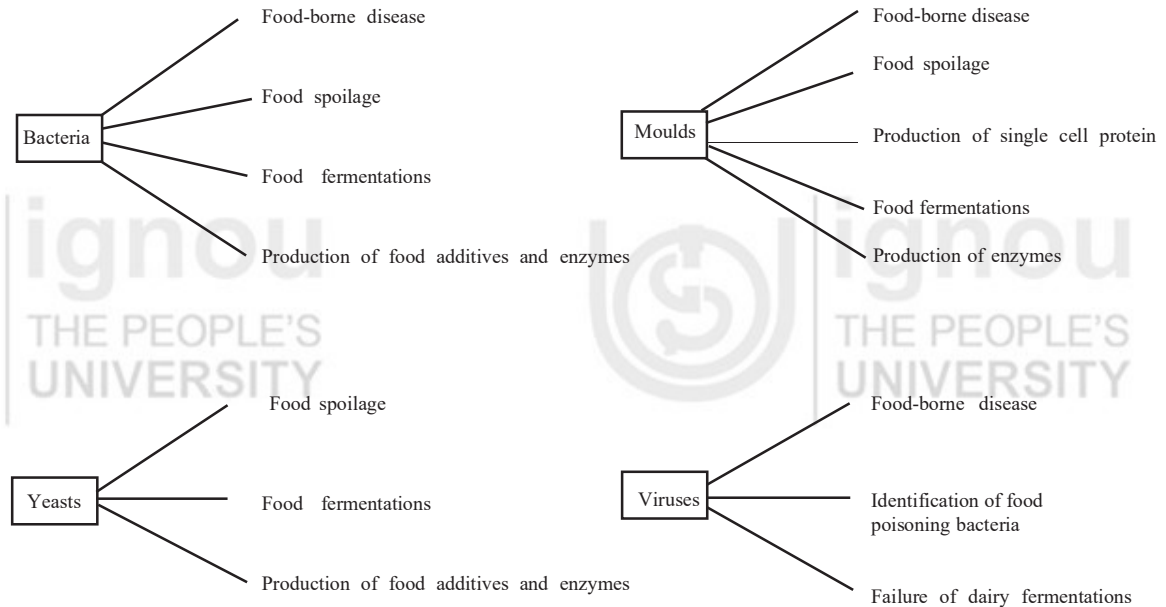 Food-borne disease
Food spoilage
Bacteria
Food fermentations
Production of food additives and enzymes
Food-borne disease
Food spoilage
Moulds
Production of single cell protein
Food fermentations
Production of enzymes
ignou
THE PEOPLE'S
UNIVERSITY
ignou
THE PEOPLE'S
UNIVERSITY
Food spoilage
Yeasts
Food fermentations
Production of food additives and enzymes
Food-borne disease
Viruses
Identification of food
poisoning bacteria
Failure of dairy fermentations